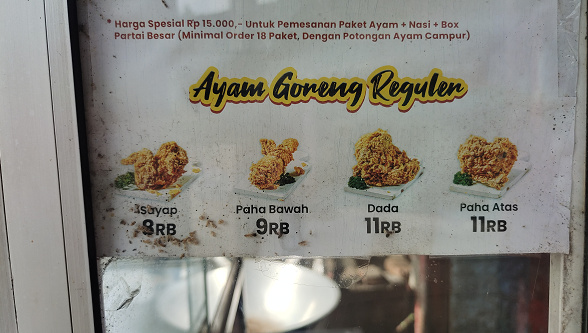 * Harga Spesial Rp 15.000,- Untuk Pemesanan Paket Ayam + Nasi + Box
Partai Besar (Minimal Order 18 Paket, Dengan Potongan Ayam Campur)
Ayam Goreng Reguler
Sayap
8RB
Paha Bawah
9RB
Dada
11RB
Paha Atas
11RB